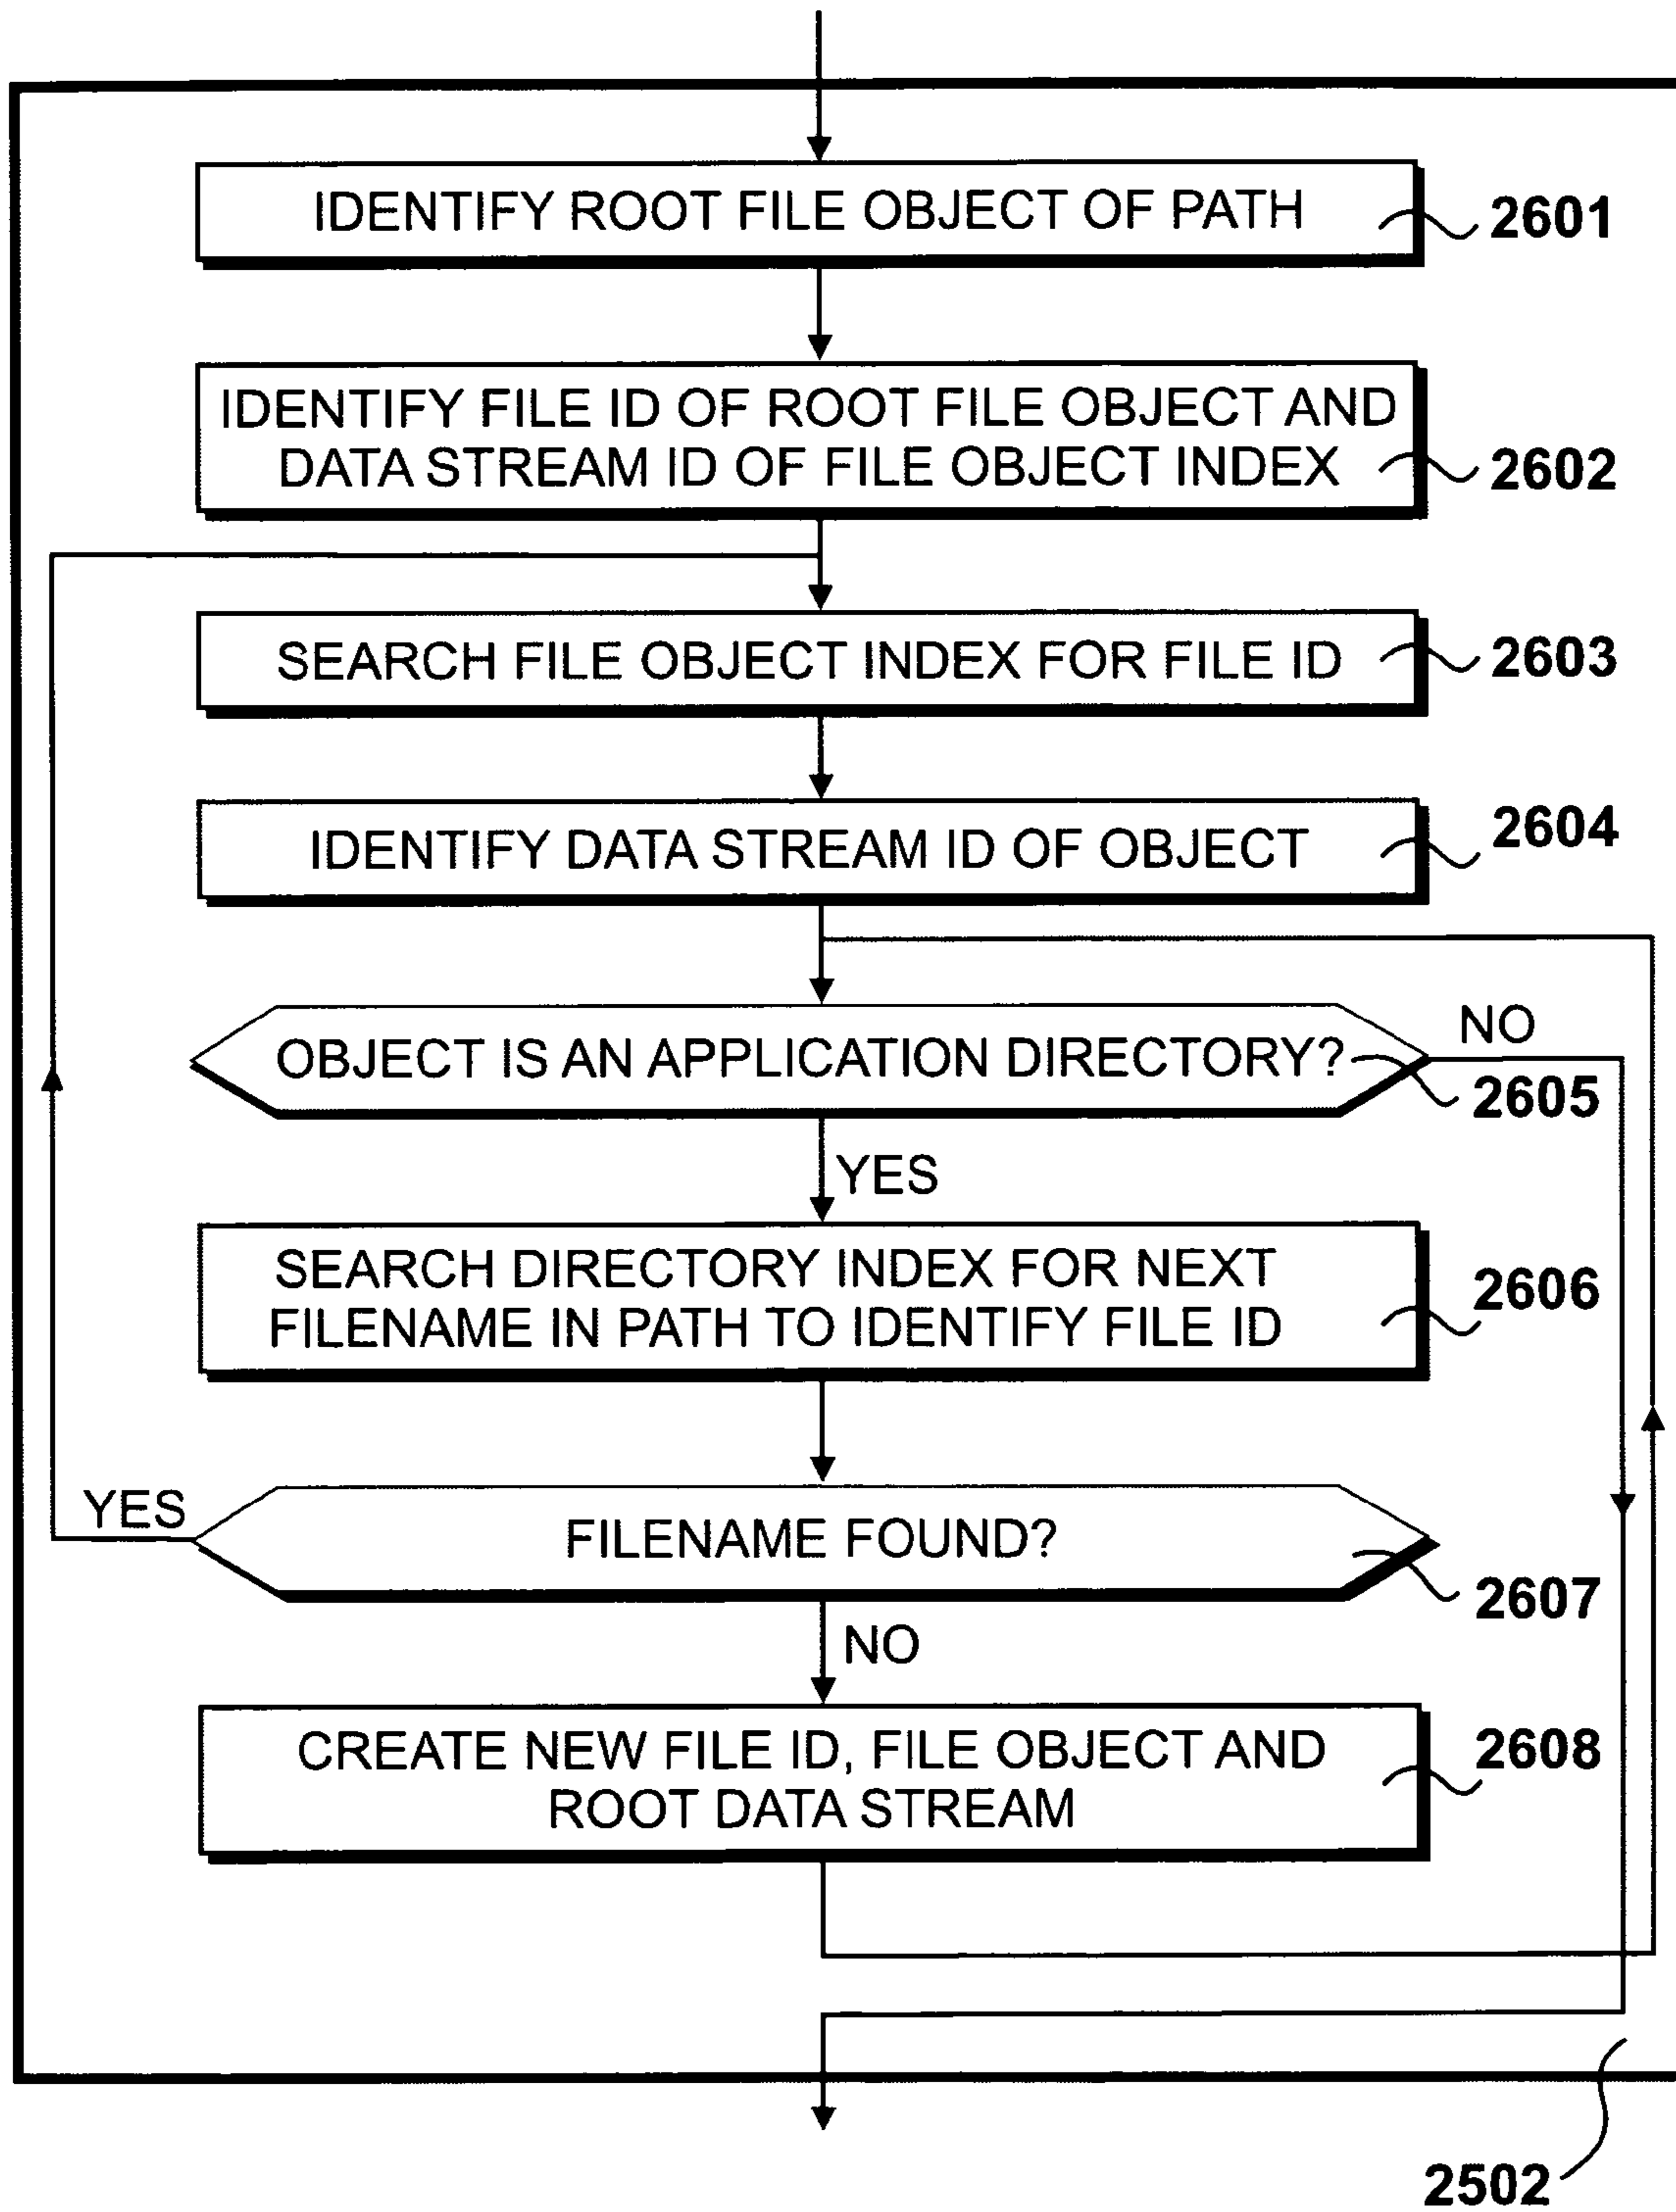 IDENTIFY ROOT FILE OBJECT OF PATH
2601
IDENTIFY FILE ID OF ROOT FILE OBJECT AND
DATA STREAM ID OF FILE OBJECT INDEX
2602
SEARCH FILE OBJECT INDEX FOR FILE ID
2603
IDENTIFY DATA STREAM ID OF OBJECT
2604
OBJECT IS AN APPLICATION DIRECTORY?
NO
2605
YES
SEARCH DIRECTORY INDEX FOR NEXT
FILENAME IN PATH TO IDENTIFY FILE ID
2606
YES
FILENAME FOUND?
2607
NO
CREATE NEW FILE ID, FILE OBJECT AND
ROOT DATA STREAM
2608
2502